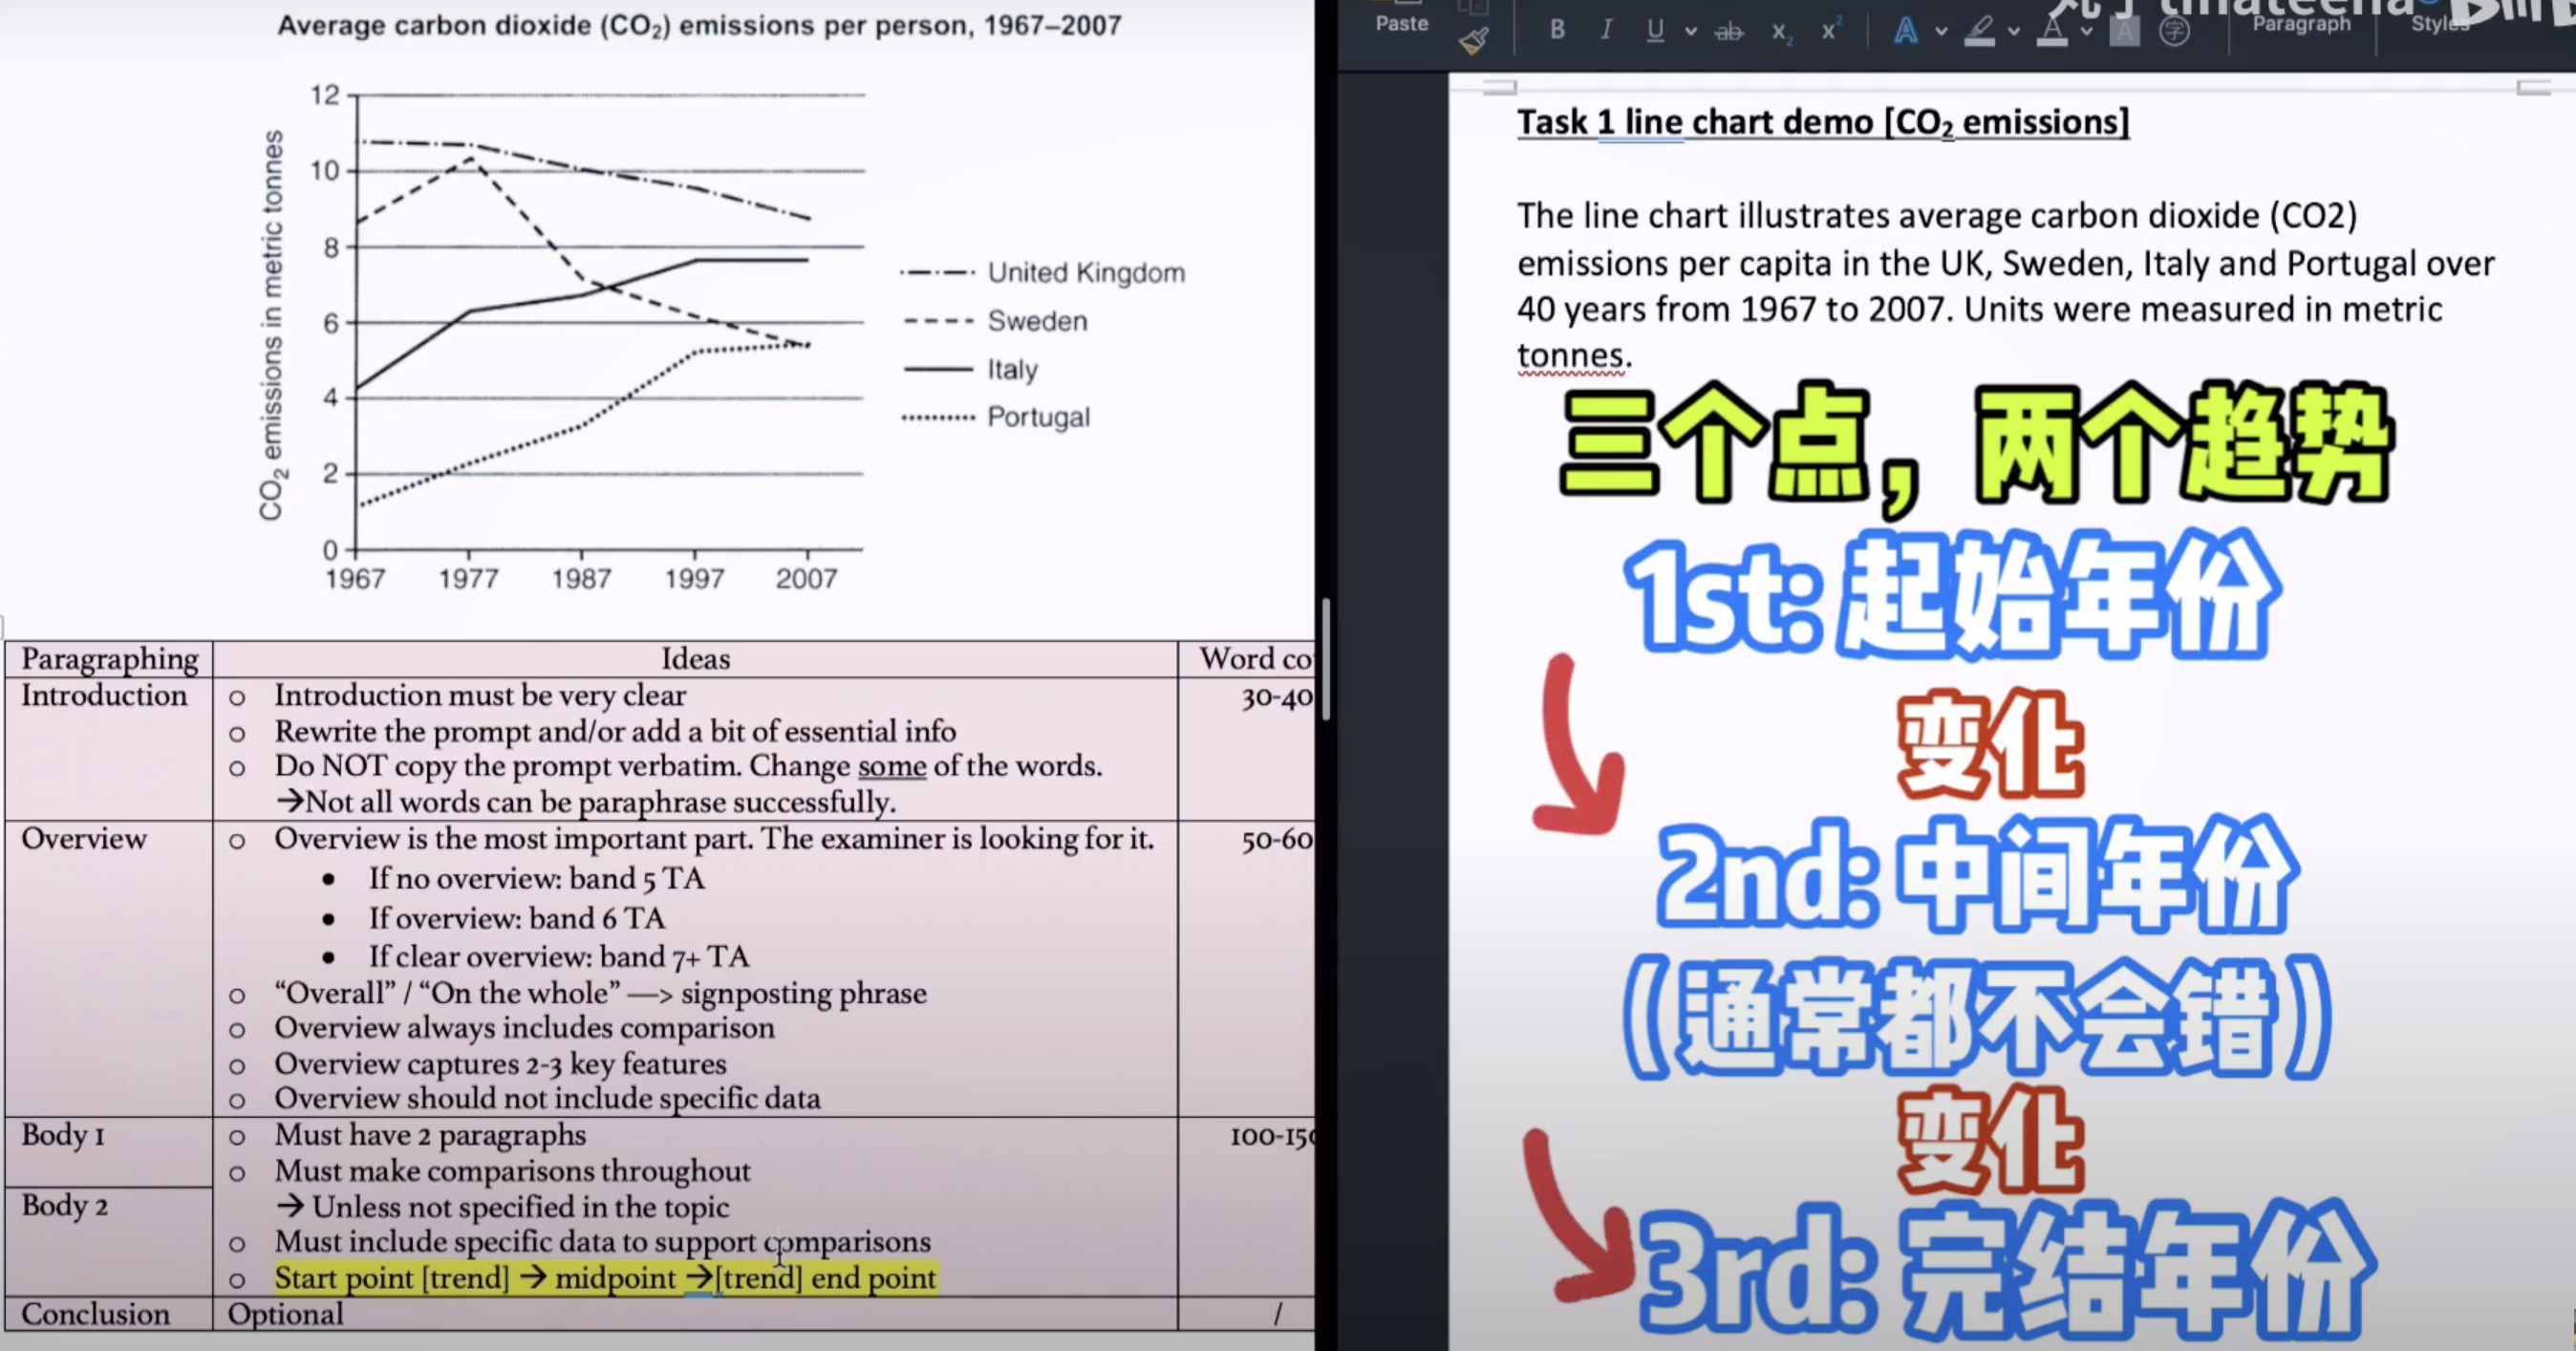 Average carbon dioxide (CO₂) emissions per person, 1967–2007
CO₂ emissions in metric tonnes
12
10
8
6
4
2
0
1967 1977 1987 1997 2007
United Kingdom
Sweden
Italy
Portugal
Paragraphing Ideas Word
Introduction
○ Introduction must be very clear
30-40
○ Rewrite the prompt and/or add a bit of essential info
○ Do NOT copy the prompt verbatim. Change some of the words.
→Not all words can be paraphrase successfully.
Overview
○ Overview is the most important part. The examiner is looking for it.
50-60
• If no overview: band 5 TA
• If overview: band 6 TA
• If clear overview: band 7+ TA
○ “Overall” / “On the whole” —> signposting phrase
○ Overview always includes comparison
○ Overview captures 2-3 key features
○ Overview should not include specific data
Body 1
○ Must have 2 paragraphs
○ Must make comparisons throughout
Body 2
→ Unless not specified in the topic
○ Must include specific data to support comparisons
○ Start point [trend] → midpoint →[trend] end point
Conclusion Optional /
Paste
B I U ab x₂ x² A A A 字
Paragraph
Styles
Task 1 line chart demo [CO₂ emissions]
The line chart illustrates average carbon dioxide (CO2)
emissions per capita in the UK, Sweden, Italy and Portugal over
40 years from 1967 to 2007. Units were measured in metric
tonnes.
三个点，两个趋势
1st: 起始年份
变化
2nd: 中间年份
（通常都不会错）
变化
3rd: 完结年份